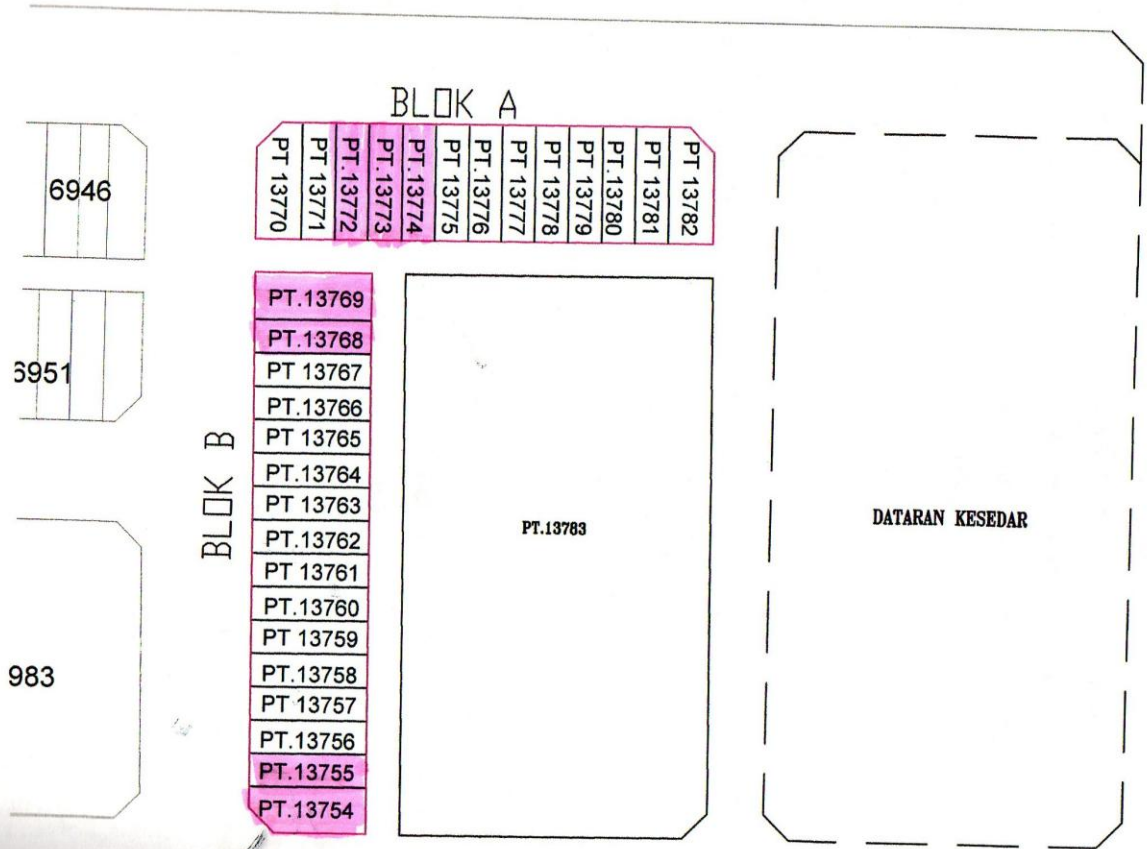 BLOK A
6946
PT 13770
PT 13771
PT.13772
PT.13773
PT.13774
PT 13775
PT.13776
PT 13777
PT.13778
PT 13779
PT.13780
PT 13781
PT 13782
PT.13769
PT.13768
PT 13767
PT.13766
PT 13765
PT.13764
PT 13763
PT.13762
PT 13761
PT.13760
PT 13759
PT.13758
PT 13757
PT.13756
PT.13755
PT.13754
6951
BLOK B
983
PT.13783
DATARAN KESEDAR